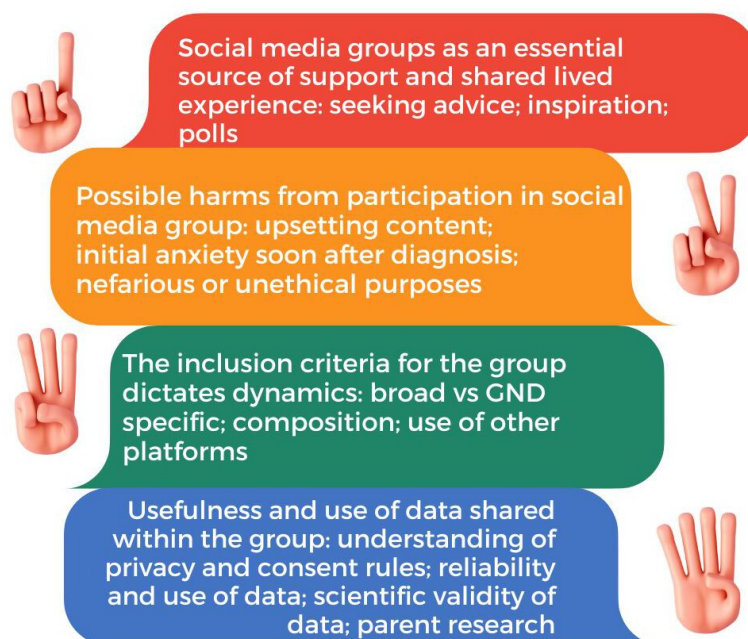 Social media groups as an essential
source of support and shared lived
experience: seeking advice; inspiration;
polls
Possible harms from participation in social
media group: upsetting content;
initial anxiety soon after diagnosis;
nefarious or unethical purposes
The inclusion criteria for the group
dictates dynamics: broad vs GND
specific; composition; use of other
platforms
Usefulness and use of data shared
within the group: understanding of
privacy and consent rules; reliability
and use of data; scientific validity of
data; parent research